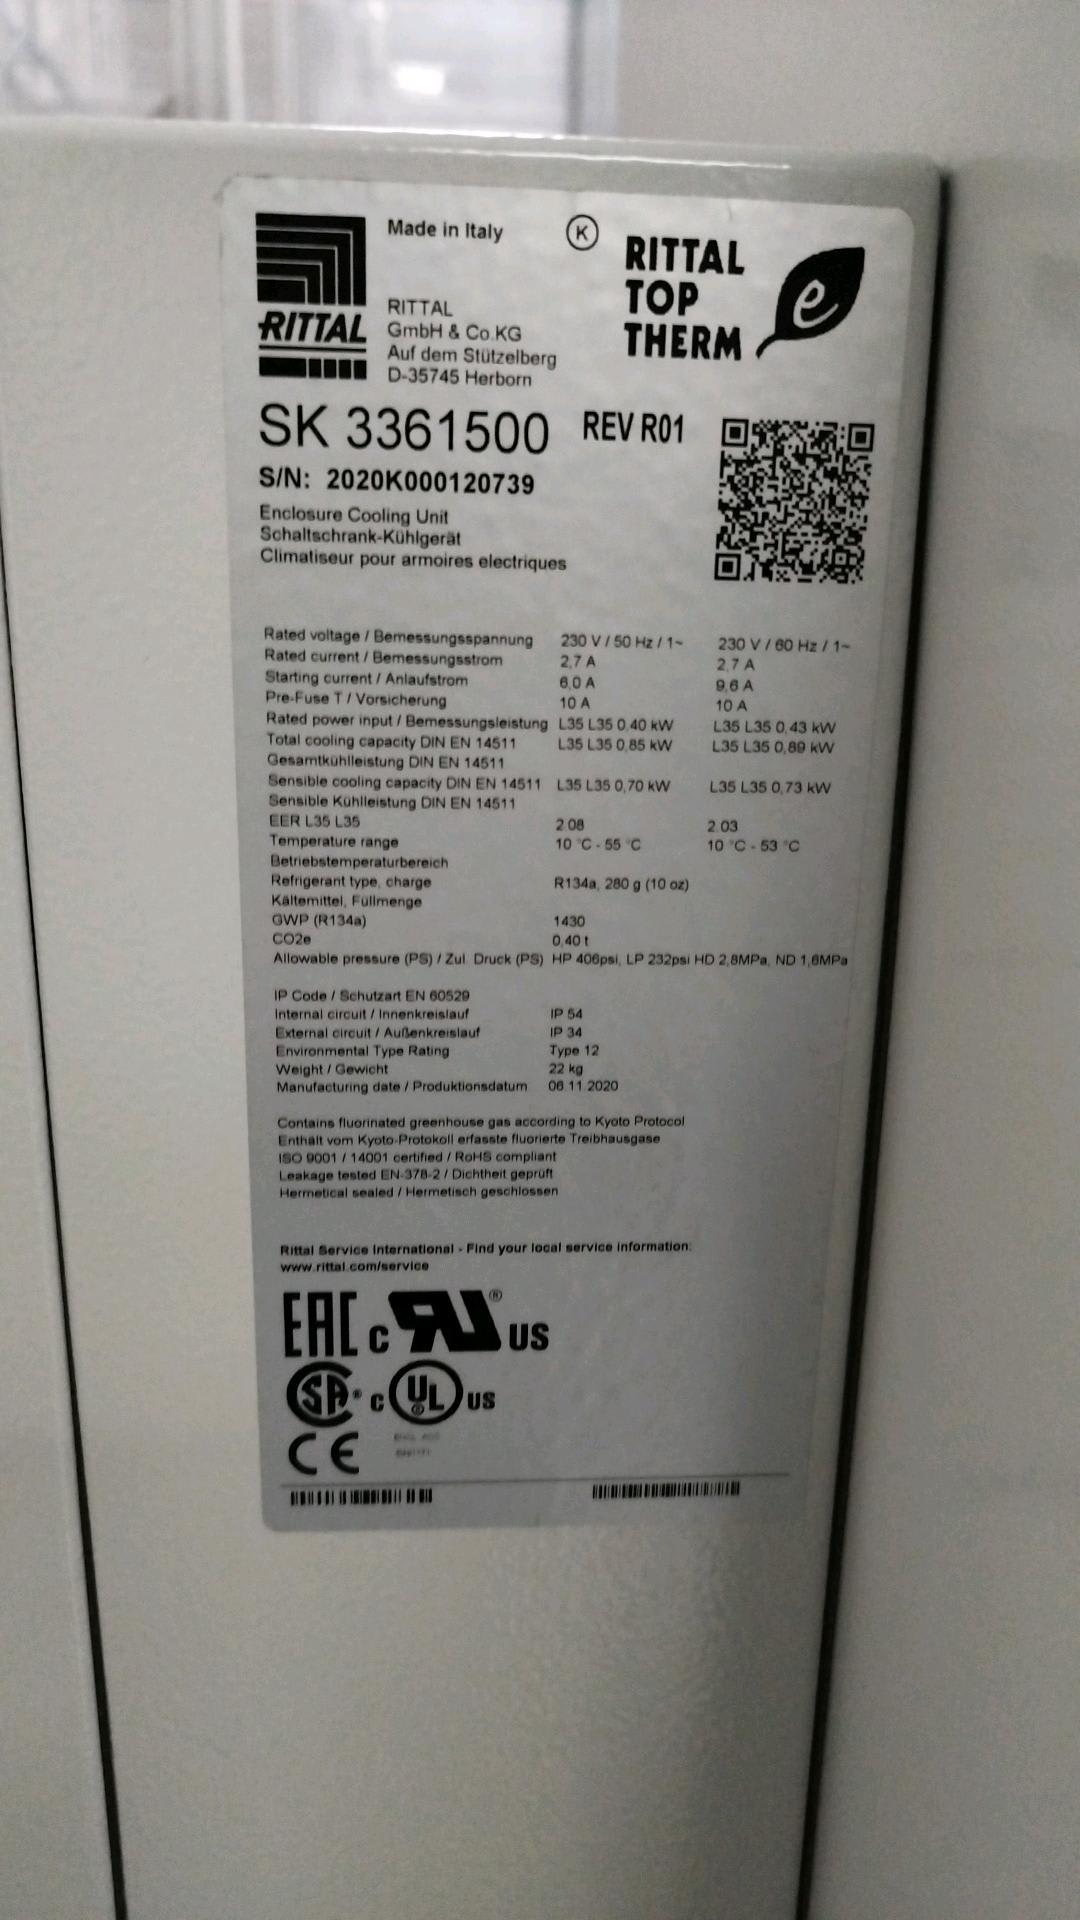 Made in Italy
K
RITTAL
TOP
THERM
e
RITTAL
RITTAL
GmbH & Co.KG
Auf dem Stützelberg
D-35745 Herborn
SK 3361500 REV R01
S/N: 2020K000120739
Enclosure Cooling Unit
Schaltschrank-Kühlgerät
Climatiseur pour armoires electriques
Rated voltage / Bemessungsspannung 230 V / 50 Hz / 1~ 230 V / 60 Hz / 1~
Rated current / Bemessungsstrom 2,7 A 2,7 A
Starting current / Anlaufstrom 6,0 A 9,6 A
Pre-Fuse T / Vorsicherung 10 A 10 A
Rated power input / Bemessungsleistung L35 L35 0,40 kW L35 L35 0,43 kW
Total cooling capacity DIN EN 14511 L35 L35 0,85 kW L35 L35 0,89 kW
Gesamtkühlleistung DIN EN 14511
Sensible cooling capacity DIN EN 14511 L35 L35 0,70 kW L35 L35 0,73 kW
Sensible Kühlleistung DIN EN 14511
EER L35 L35 2.08 2.03
Temperature range 10 °C - 55 °C 10 °C - 53 °C
Betriebstemperaturbereich
Refrigerant type, charge R134a, 280 g (10 oz)
Kältemittel, Füllmenge
GWP (R134a) 1430
CO2e 0,40 t
Allowable pressure (PS) / Zul. Druck (PS) HP 406psi, LP 232psi HD 2,8MPa, ND 1,6MPa
IP Code / Schutzart EN 60529
Internal circuit / Innenkreislauf IP 54
External circuit / Außenkreislauf IP 34
Environmental Type Rating Type 12
Weight / Gewicht 22 kg
Manufacturing date / Produktionsdatum 06.11.2020
Contains fluorinated greenhouse gas according to Kyoto Protocol
Enthält vom Kyoto-Protokoll erfasste fluorierte Treibhausgase
ISO 9001 / 14001 certified / RoHS compliant
Leakage tested EN-378-2 / Dichtheit geprüft
Hermetical sealed / Hermetisch geschlossen
Rittal Service International - Find your local service information:
www.rittal.com/service
EAC c RU ® US
SA ® c UL ® US
CE